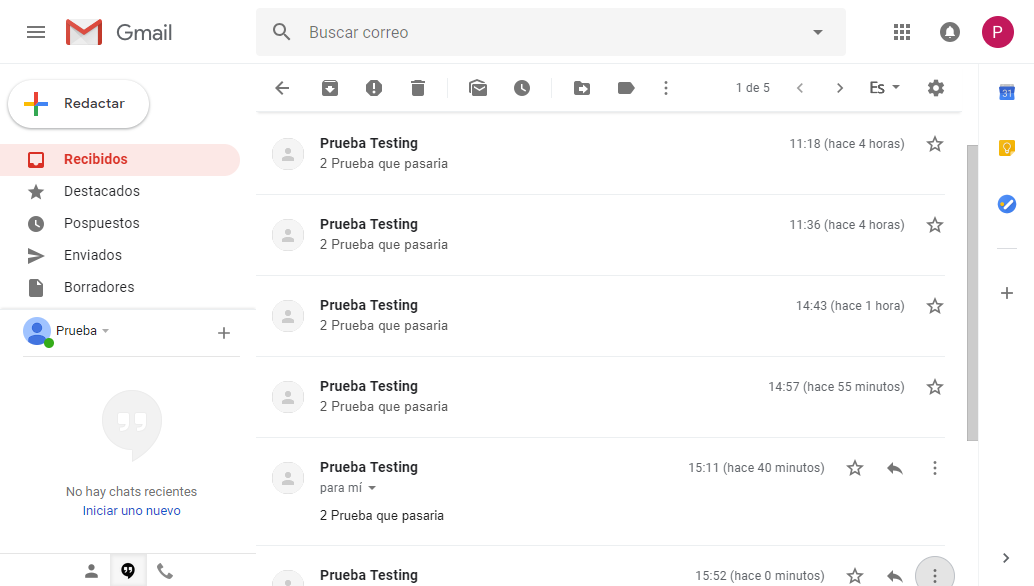 Gmail
Buscar correo
P
Redactar
1 de 5
Es
31
Recibidos
Destacados
Pospuestos
Enviados
Borradores
Prueba
No hay chats recientes
Iniciar uno nuevo
Prueba Testing 11:18 (hace 4 horas)
2 Prueba que pasaria
Prueba Testing 11:36 (hace 4 horas)
2 Prueba que pasaria
Prueba Testing 14:43 (hace 1 hora)
2 Prueba que pasaria
Prueba Testing 14:57 (hace 55 minutos)
2 Prueba que pasaria
Prueba Testing 15:11 (hace 40 minutos)
para mí
2 Prueba que pasaria
Prueba Testing 15:52 (hace 0 minutos)